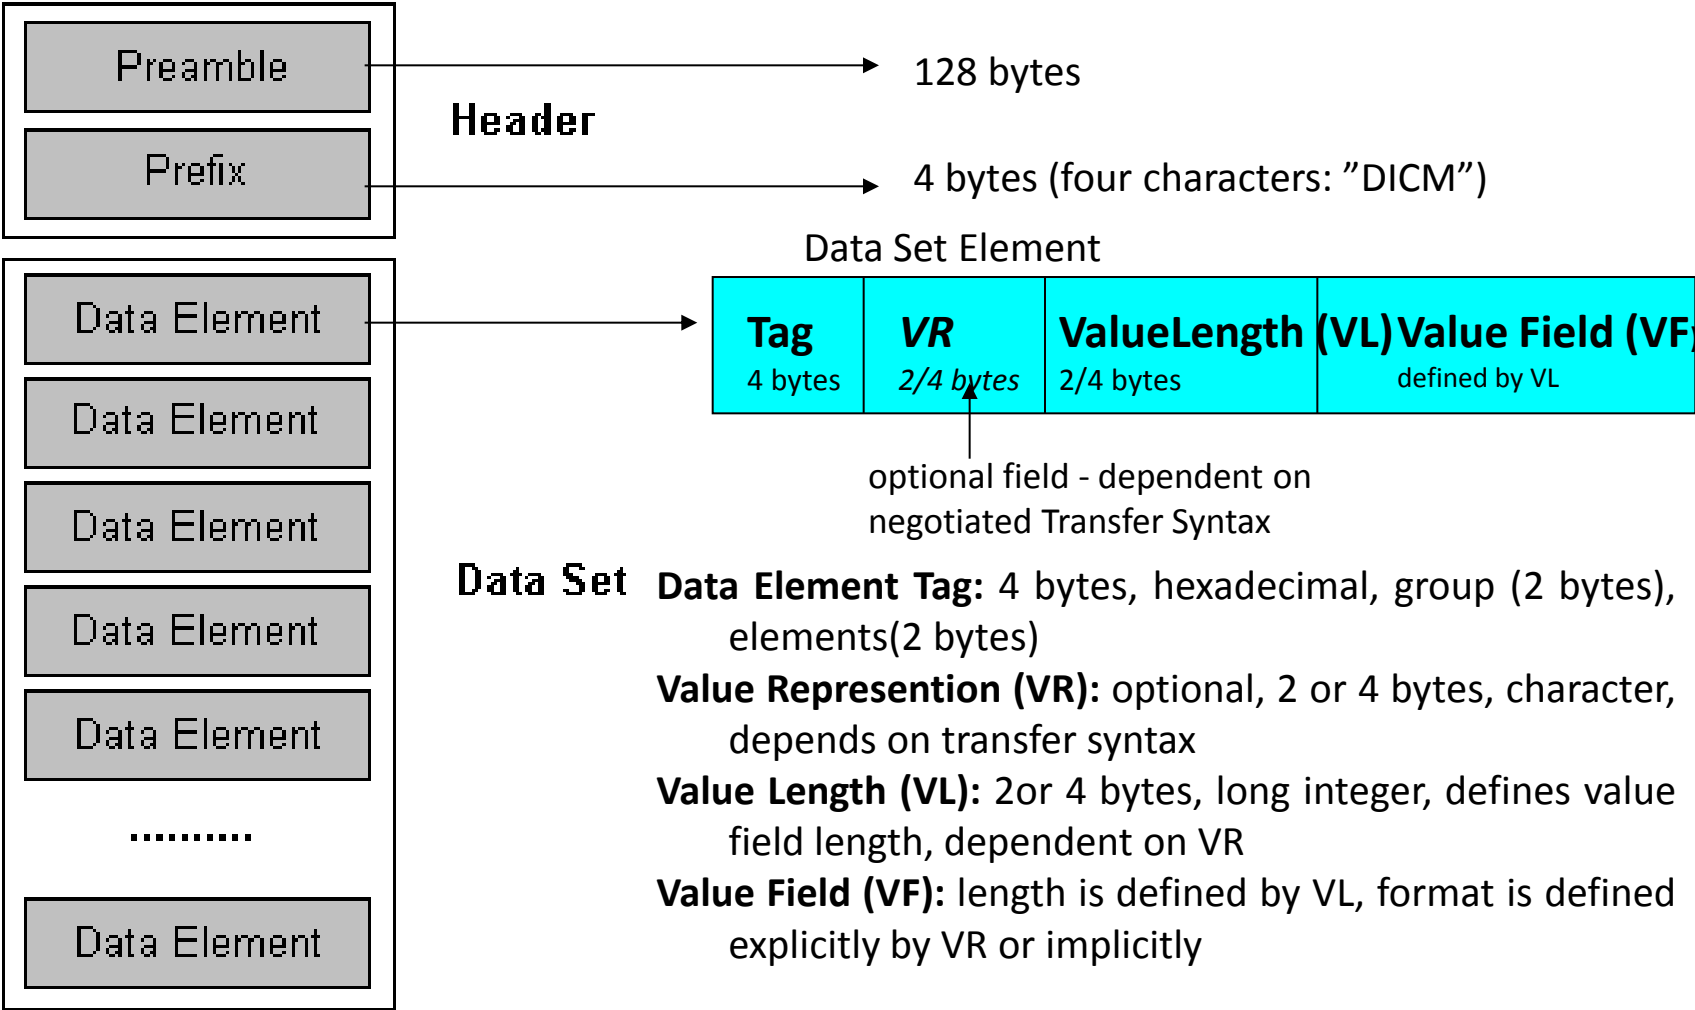 Preamble
128 bytes
Header
Prefix
4 bytes (four characters: ”DICM”)
Data Set Element
Data Element
Tag
4 bytes
VR
2/4 bytes
ValueLength (VL)
2/4 bytes
Value Field (VF)
defined by VL
Data Element
optional field - dependent on
negotiated Transfer Syntax
Data Element
Data Set
Data Element Tag: 4 bytes, hexadecimal, group (2 bytes),
elements(2 bytes)
Data Element
Value Represention (VR): optional, 2 or 4 bytes, character,
depends on transfer syntax
Data Element
Value Length (VL): 2or 4 bytes, long integer, defines value
field length, dependent on VR
..........
Value Field (VF): length is defined by VL, format is defined
explicitly by VR or implicitly
Data Element